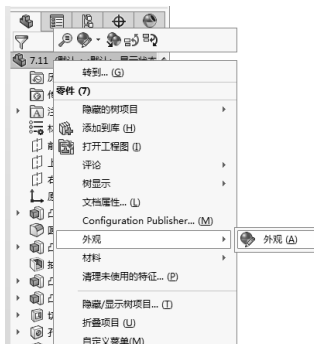 7.11
转到... (G)
零件 (7)
隐藏的树项目
添加到库 (H)
打开工程图 (I)
评论
树显示
文档属性... (L)
Configuration Publisher... (M)
外观
外观 (A)
材料
清理未使用的特征... (P)
隐藏/显示树项目... (T)
折叠项目 (U)
自定义菜单(M)